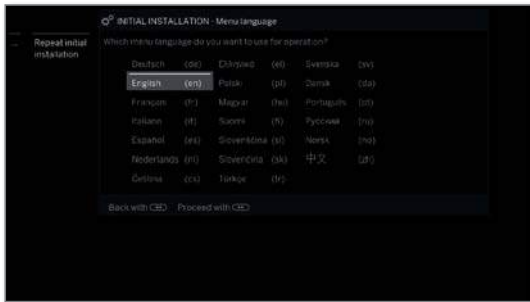 INITIAL INSTALLATION - Menu language
Repeat initial
installation
Which menu language do you want to use for operation?
Deutsch (de) Ελληνικά (el) Svenska (sv)
English (en) Polski (pl) Dansk (da)
Français (fr) Magyar (hu) Português
Italiano (it) Suomi (fi) Русский (ru)
Español (es) Slovenščina (sl) Norsk (no)
Nederlands (nl) Slovenčina (sk) 中文 (zh)
Čeština (cs) Türkçe (tr)
Back with Proceed with